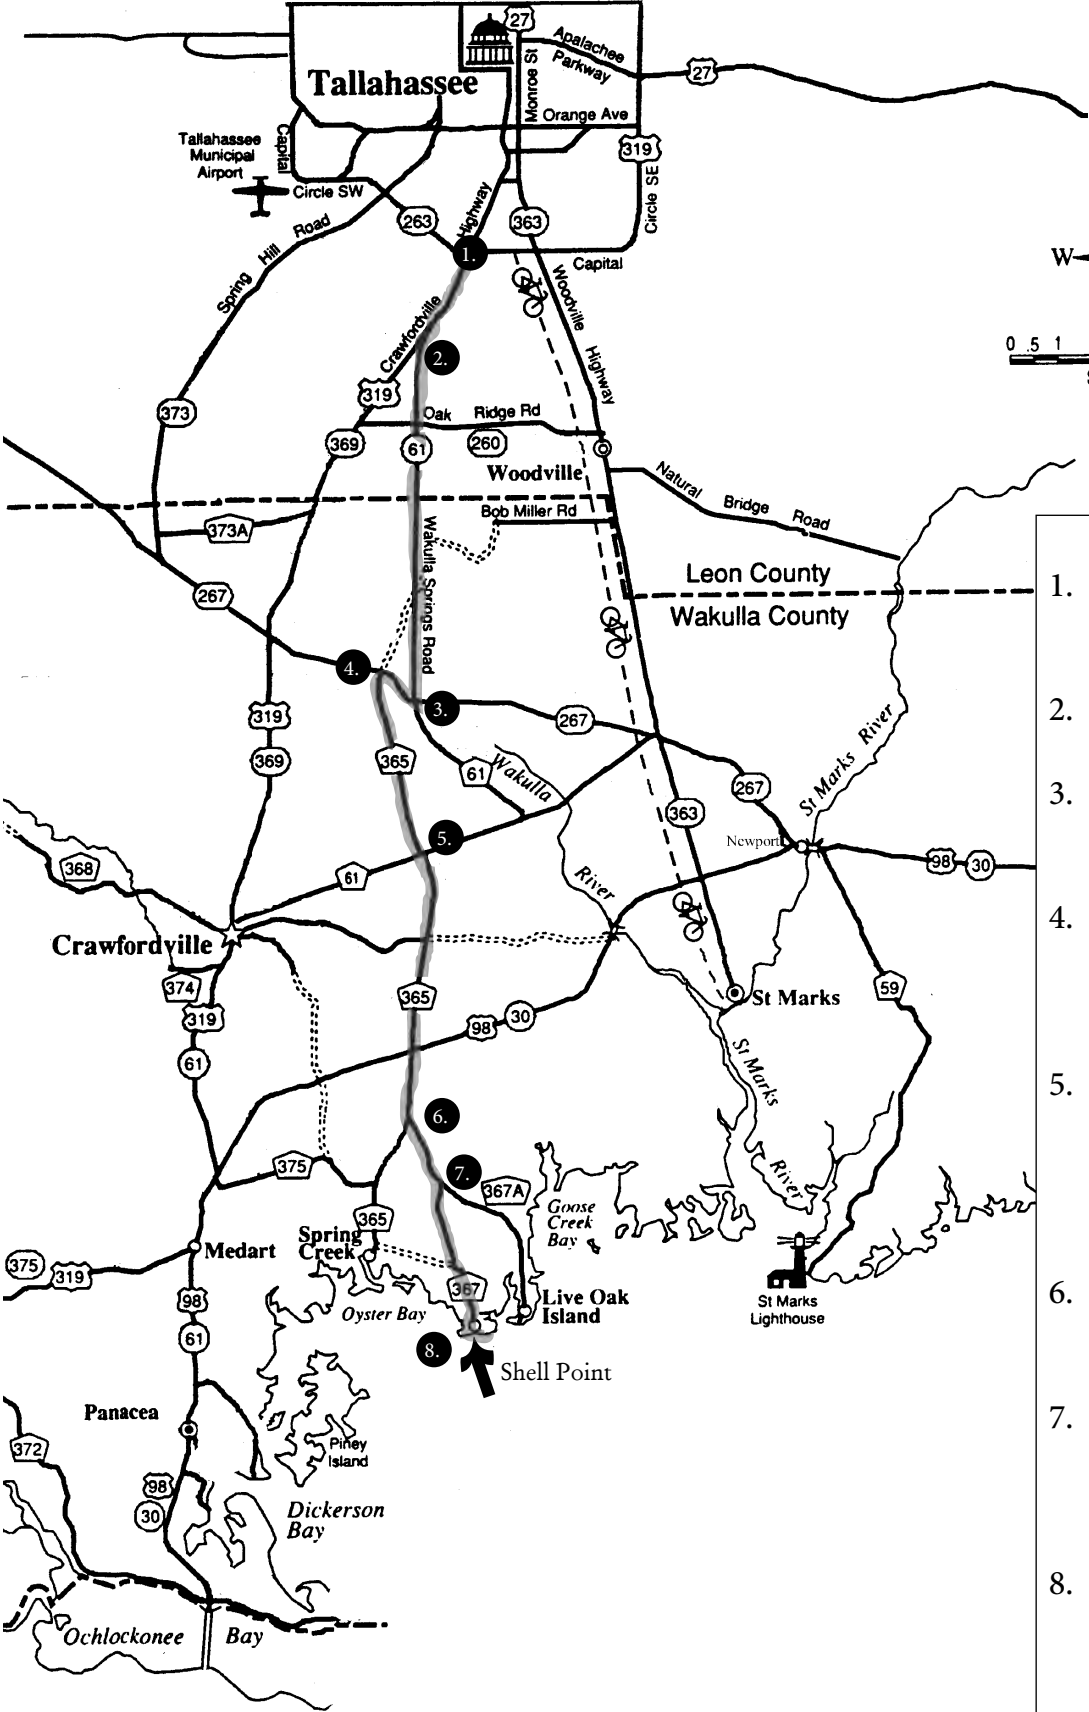 27
Apalachee
Parkway
27
Monroe St
Tallahassee
Orange Ave
Tallahassee
Municipal
Airport
Capital
Circle SW
319
Circle SE
263
Highway
363
Spring Hill Road
1.
Capital
W
Woodville
Highway
Crawfordville
0 .5 1
2.
319
373
Oak Ridge Rd
369
61
260
Woodville
Natural Bridge Road
373A
Bob Miller Rd
Wakulla Springs Road
Leon County
Wakulla County
1.
267
4.
3.
2.
319
267
365
369
61
Wakulla
River
St Marks River
267
363
3.
5.
Newport
368
61
98
30
4.
Crawfordville
374
365
St Marks
59
319
98
30
61
St Marks
River
5.
6.
375
7.
367A
Goose
Creek
Bay
365
Spring
Creek
Medart
375
319
367
Live Oak
Island
St Marks
Lighthouse
6.
98
Oyster Bay
61
8.
Shell Point
Panacea
7.
372
Piney
Island
98
30
Dickerson
Bay
8.
Ochlockonee Bay